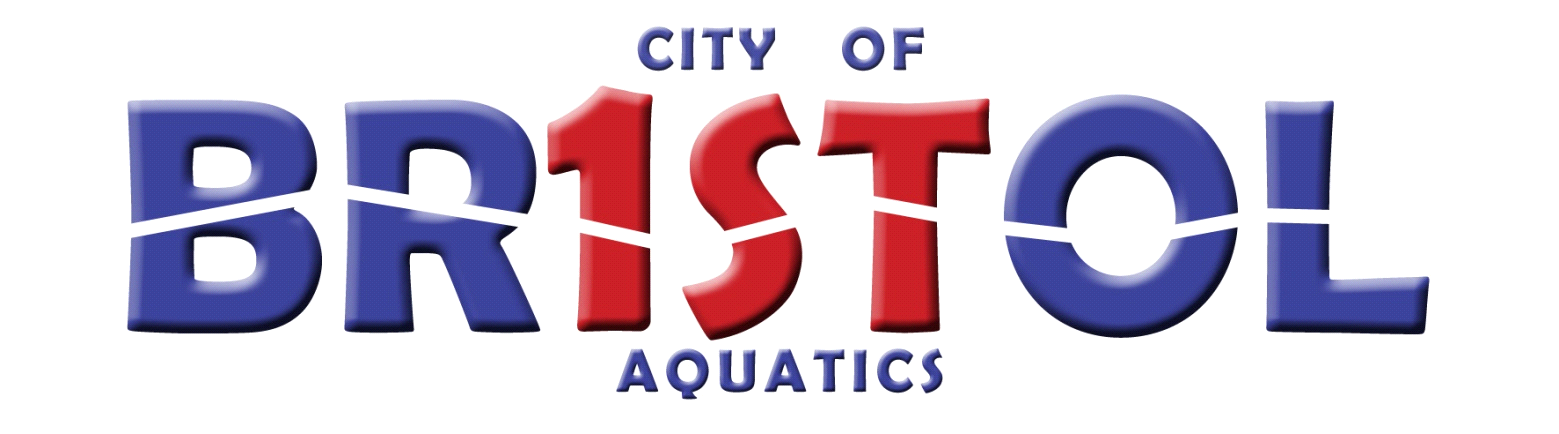 CITY OF
BR1STOL
AQUATICS